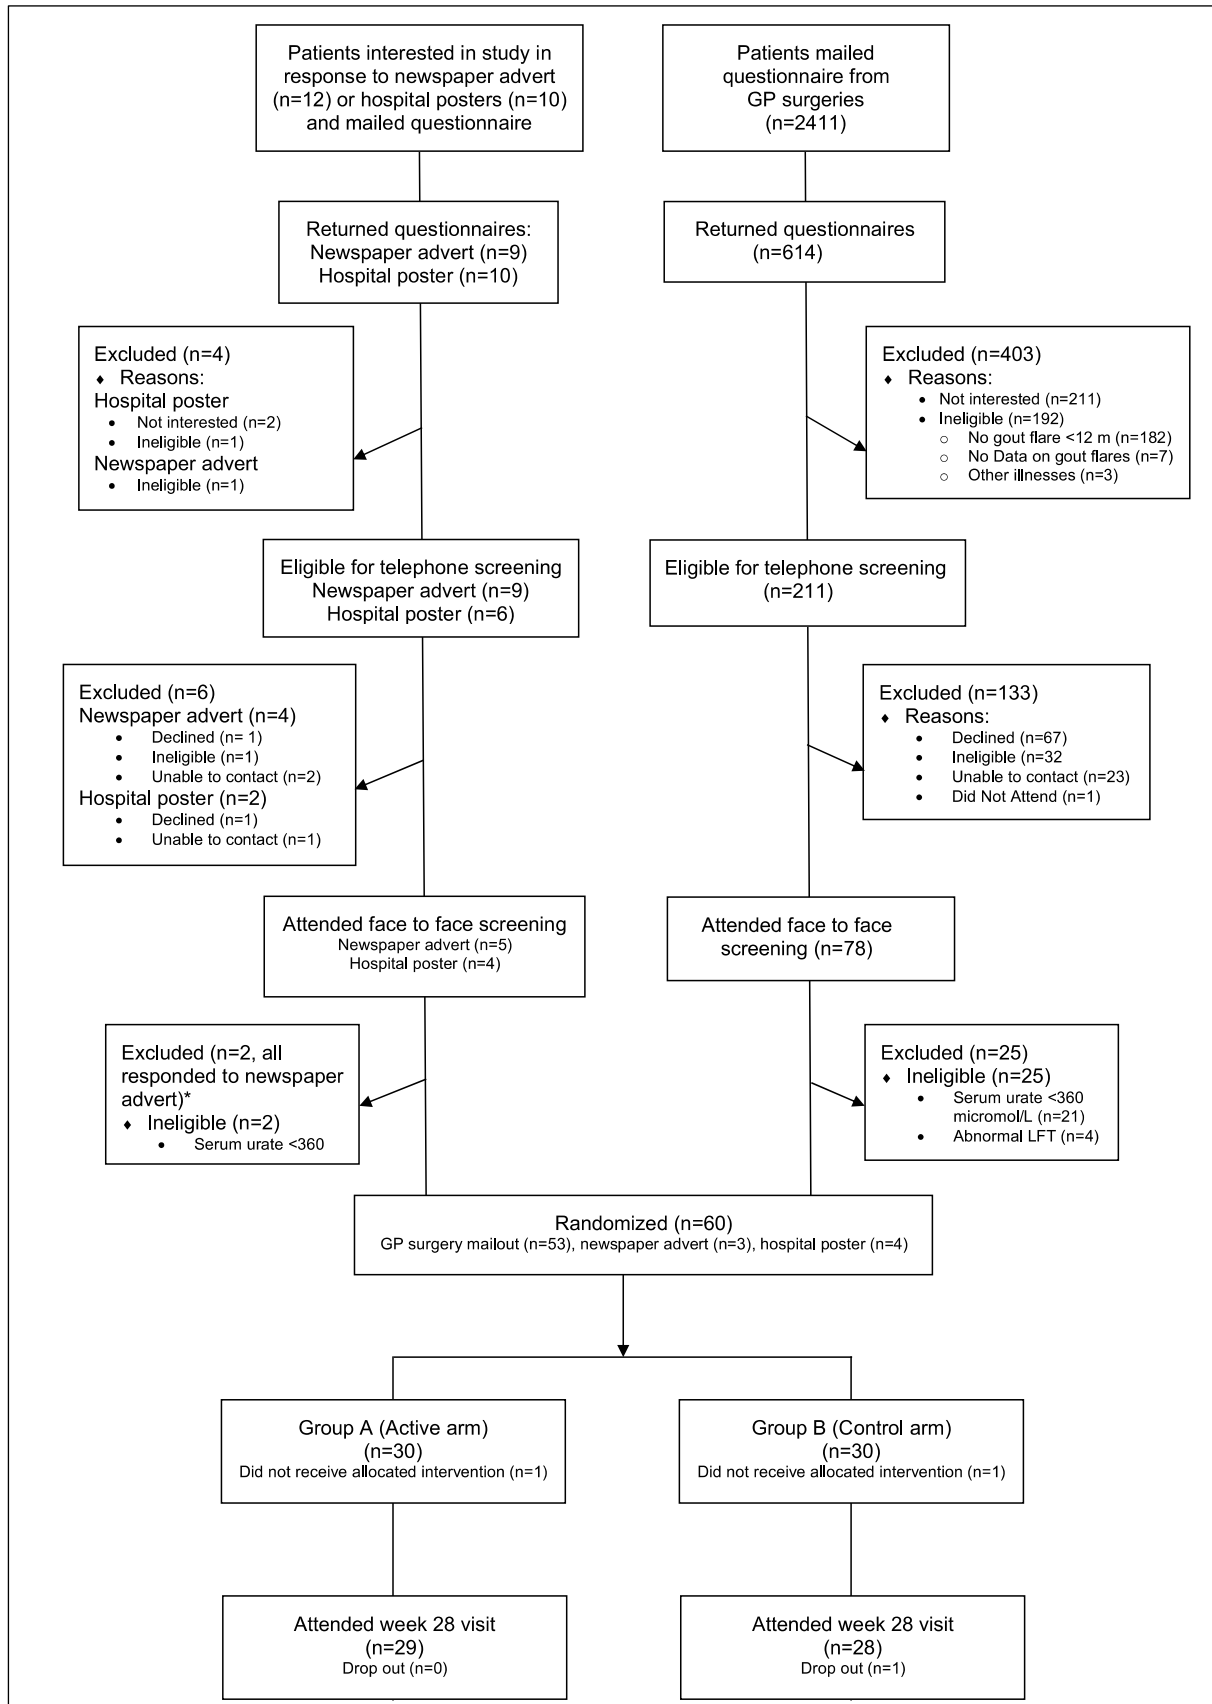 Patients interested in study in
response to newspaper advert
(n=12) or hospital posters (n=10)
and mailed questionnaire
Patients mailed
questionnaire from
GP surgeries
(n=2411)
Returned questionnaires:
Newspaper advert (n=9)
Hospital poster (n=10)
Returned questionnaires
(n=614)
Excluded (n=4)
♦ Reasons:
Hospital poster
• Not interested (n=2)
• Ineligible (n=1)
Newspaper advert
• Ineligible (n=1)
Excluded (n=403)
♦ Reasons:
• Not interested (n=211)
• Ineligible (n=192)
○ No gout flare <12 m (n=182)
○ No Data on gout flares (n=7)
○ Other illnesses (n=3)
Eligible for telephone screening
Newspaper advert (n=9)
Hospital poster (n=6)
Eligible for telephone screening
(n=211)
Excluded (n=6)
Newspaper advert (n=4)
• Declined (n= 1)
• Ineligible (n=1)
• Unable to contact (n=2)
Hospital poster (n=2)
• Declined (n=1)
• Unable to contact (n=1)
Excluded (n=133)
♦ Reasons:
• Declined (n=67)
• Ineligible (n=32
• Unable to contact (n=23)
• Did Not Attend (n=1)
Attended face to face screening
Newspaper advert (n=5)
Hospital poster (n=4)
Attended face to face
screening (n=78)
Excluded (n=2, all
responded to newspaper
advert)*
♦ Ineligible (n=2)
• Serum urate <360
Excluded (n=25)
♦ Ineligible (n=25)
• Serum urate <360
micromol/L (n=21)
• Abnormal LFT (n=4)
Randomized (n=60)
GP surgery mailout (n=53), newspaper advert (n=3), hospital poster (n=4)
Group A (Active arm)
(n=30)
Did not receive allocated intervention (n=1)
Group B (Control arm)
(n=30)
Did not receive allocated intervention (n=1)
Attended week 28 visit
(n=29)
Drop out (n=0)
Attended week 28 visit
(n=28)
Drop out (n=1)